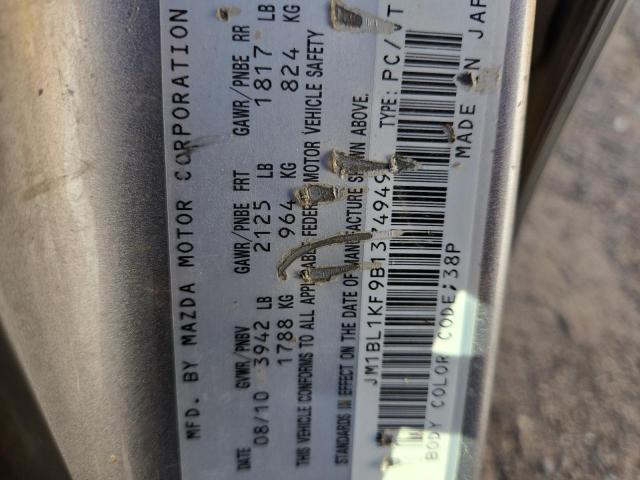 MFD. BY MAZDA MOTOR CORPORATION
DATE GVWR/PNBV GAWR/PNBE FRT GAWR/PNBE RR
08/10 3942 LB 2125 LB 1817 LB
1788 KG 964 KG 824 KG
THIS VEHICLE CONFORMS TO ALL APPLICABLE FEDERAL MOTOR VEHICLE SAFETY
STANDARDS IN EFFECT ON THE DATE OF MANUFACTURE SHOWN ABOVE.
JM1BL1KF9B1374949 TYPE: PC/VT
BODY COLOR CODE;38P MADE IN JAP